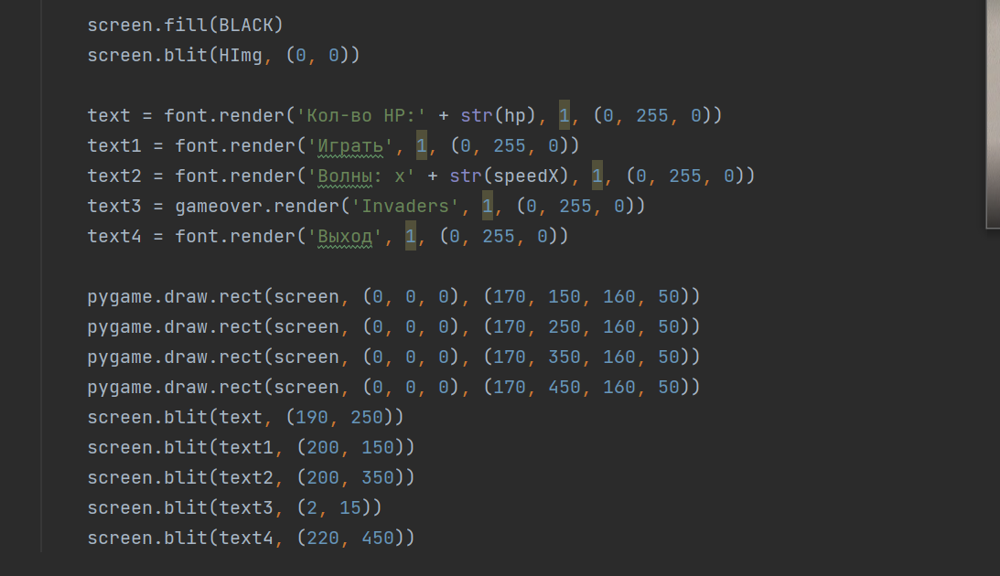 screen.fill(BLACK)
screen.blit(HImg, (0, 0))
text = font.render('Кол-во HP:' + str(hp), 1, (0, 255, 0))
text1 = font.render('Играть', 1, (0, 255, 0))
text2 = font.render('Волны: x' + str(speedX), 1, (0, 255, 0))
text3 = gameover.render('Invaders', 1, (0, 255, 0))
text4 = font.render('Выход', 1, (0, 255, 0))
pygame.draw.rect(screen, (0, 0, 0), (170, 150, 160, 50))
pygame.draw.rect(screen, (0, 0, 0), (170, 250, 160, 50))
pygame.draw.rect(screen, (0, 0, 0), (170, 350, 160, 50))
pygame.draw.rect(screen, (0, 0, 0), (170, 450, 160, 50))
screen.blit(text, (190, 250))
screen.blit(text1, (200, 150))
screen.blit(text2, (200, 350))
screen.blit(text3, (2, 15))
screen.blit(text4, (220, 450))